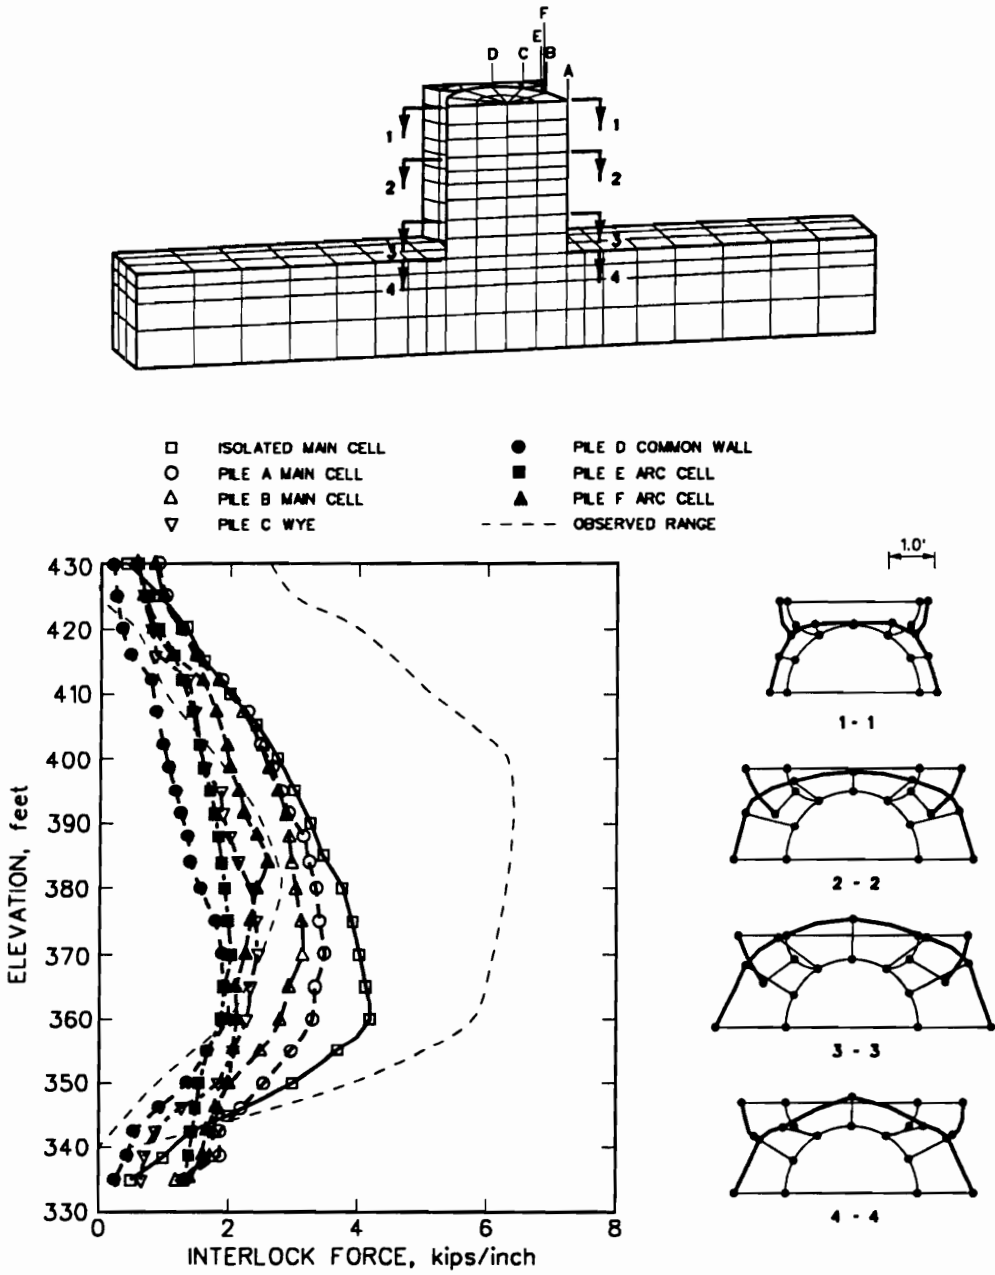 F
E
D C B
A
1 1
2 2
3 3
4 4
ISOLATED MAIN CELL
PILE A MAIN CELL
PILE B MAIN CELL
PILE C WYE
PILE D COMMON WALL
PILE E ARC CELL
PILE F ARC CELL
OBSERVED RANGE
430
420
410
400
390
380
370
360
350
340
330
ELEVATION, feet
0 2 4 6 8
INTERLOCK FORCE, kips/inch
1.0'
1 - 1
2 - 2
3 - 3
4 - 4